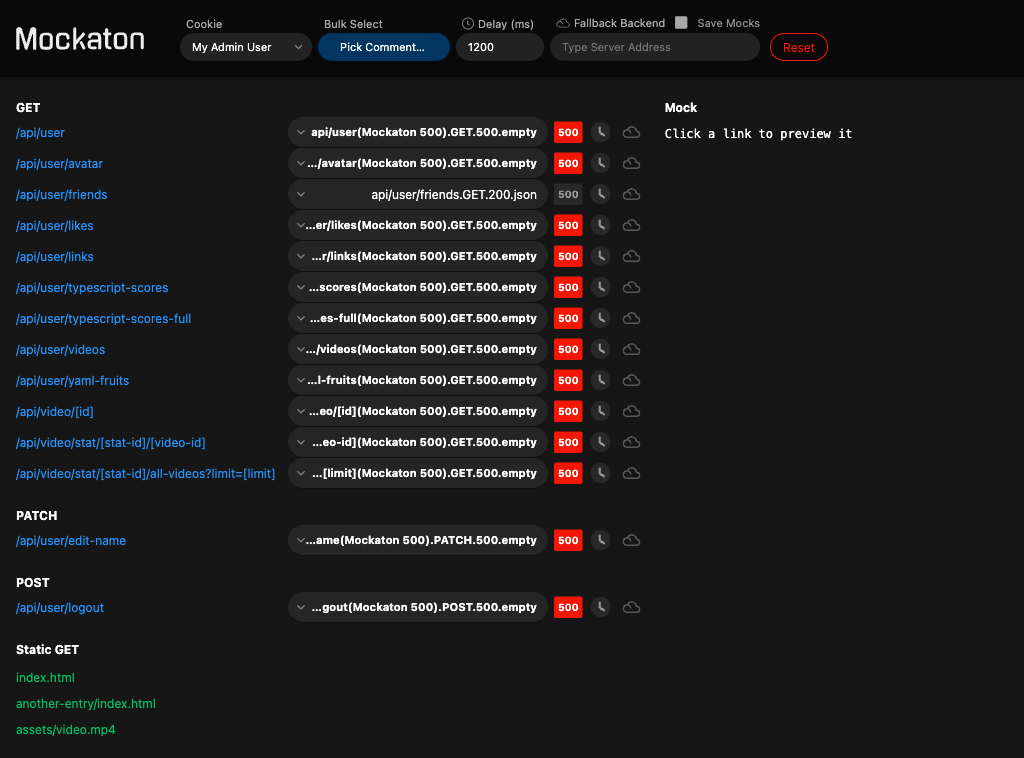 Mockaton
Cookie
My Admin User
Bulk Select
Pick Comment...
Delay (ms)
1200
Fallback Backend
Save Mocks
Type Server Address
Reset
GET
/api/user api/user(Mockaton 500).GET.500.empty 500
/api/user/avatar .../avatar(Mockaton 500).GET.500.empty 500
/api/user/friends api/user/friends.GET.200.json 500
/api/user/likes ...er/likes(Mockaton 500).GET.500.empty 500
/api/user/links ...r/links(Mockaton 500).GET.500.empty 500
/api/user/typescript-scores ...scores(Mockaton 500).GET.500.empty 500
/api/user/typescript-scores-full ...es-full(Mockaton 500).GET.500.empty 500
/api/user/videos .../videos(Mockaton 500).GET.500.empty 500
/api/user/yaml-fruits ...l-fruits(Mockaton 500).GET.500.empty 500
/api/video/[id] ...eo/[id](Mockaton 500).GET.500.empty 500
/api/video/stat/[stat-id]/[video-id] ...eo-id](Mockaton 500).GET.500.empty 500
/api/video/stat/[stat-id]/all-videos?limit=[limit] ...[limit](Mockaton 500).GET.500.empty 500
PATCH
/api/user/edit-name ...ame(Mockaton 500).PATCH.500.empty 500
POST
/api/user/logout ...gout(Mockaton 500).POST.500.empty 500
Static GET
index.html
another-entry/index.html
assets/video.mp4
Mock
Click a link to preview it